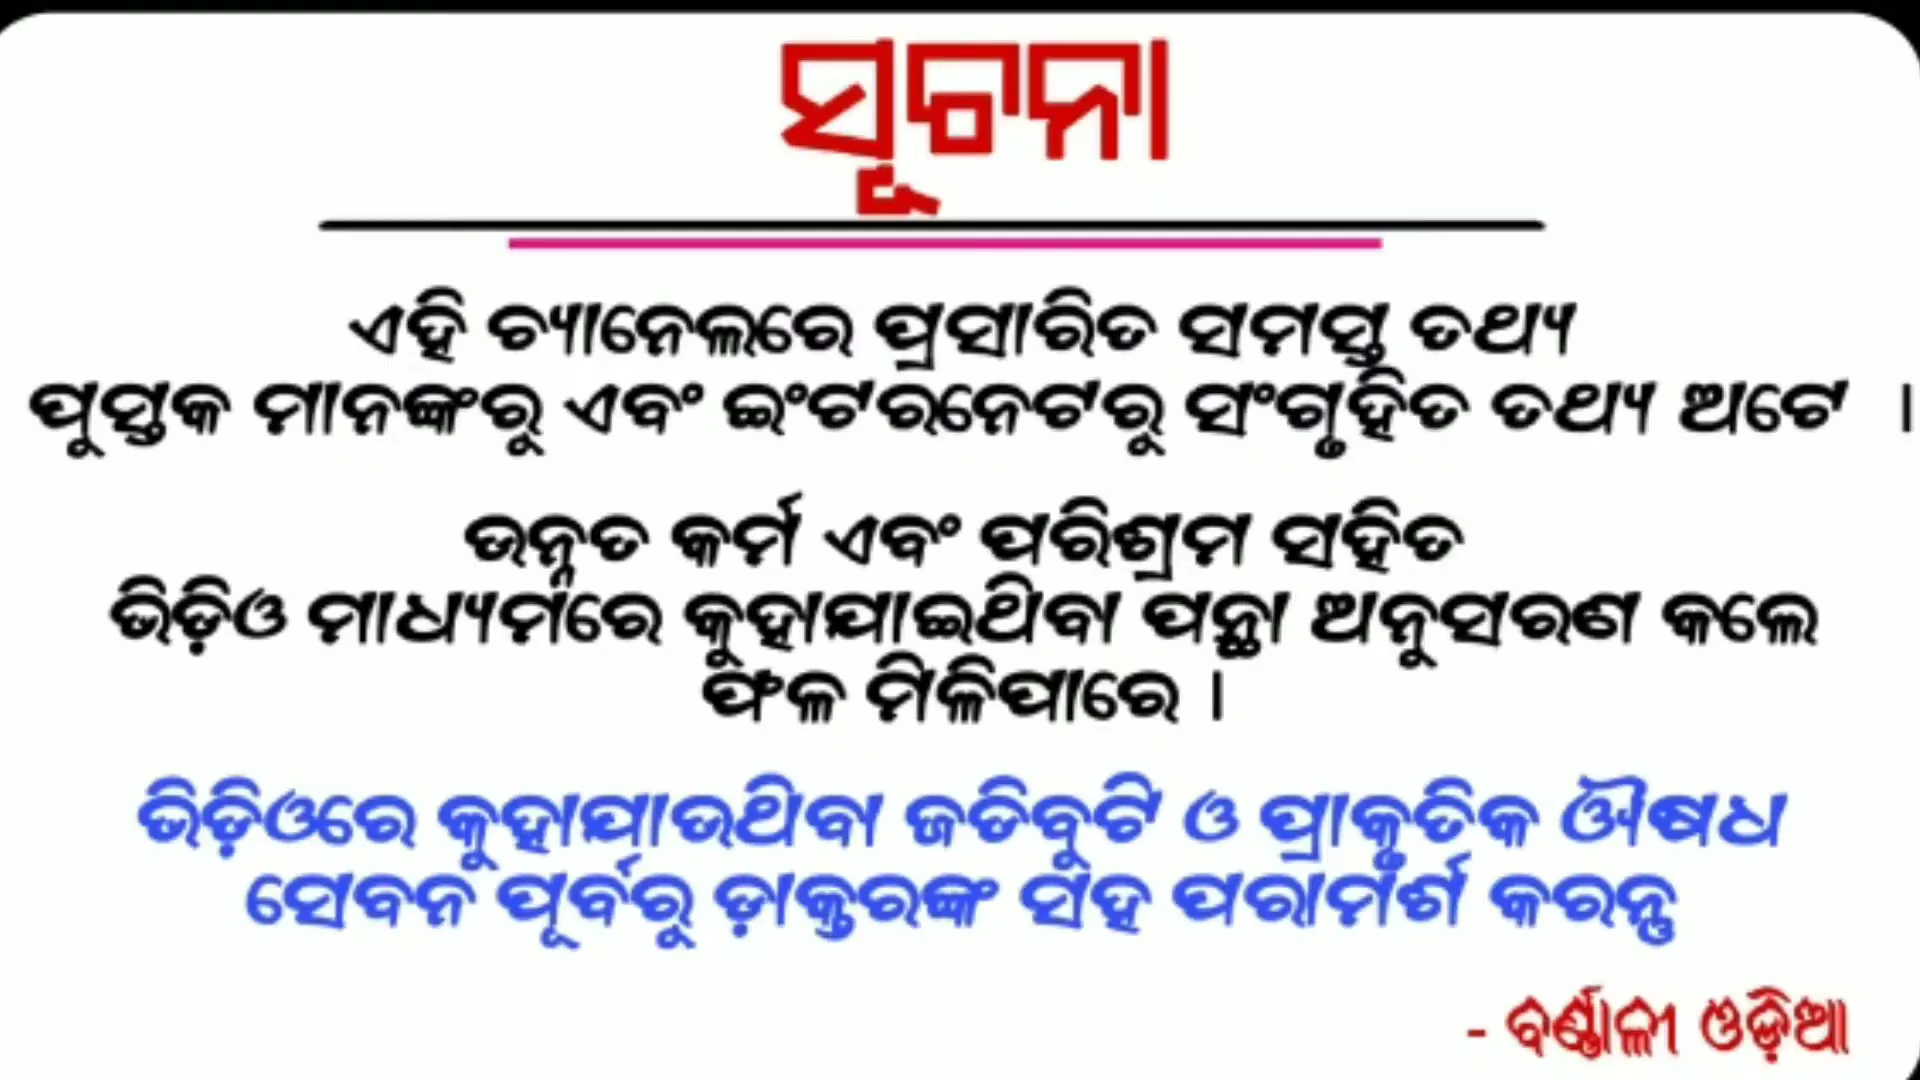 ସୂଚନା
ଏହି ଚ୍ୟାନେଲରେ ପ୍ରସାରିତ ସମସ୍ତ ତଥ୍ୟ
ପୁସ୍ତକ ମାନଙ୍କରୁ ଏବଂ ଇଂଟରନେଟରୁ ସଂଗୃହିତ ତଥ୍ୟ ଅଟେ ।
ଉନ୍ନତ କର୍ମ ଏବଂ ପରିଶ୍ରମ ସହିତ
ଭିଡ଼ିଓ ମାଧ୍ୟମରେ କୁହାଯାଇଥିବା ପନ୍ଥା ଅନୁସରଣ କଲେ
ଫଳ ମିଳିପାରେ ।
ଭିଡ଼ିଓରେ କୁହାଯାଉଥିବା ଜଡିବୁଟି ଓ ପ୍ରାକୃତିକ ଔଷଧ
ସେବନ ପୂର୍ବରୁ ଡ଼ାକ୍ତରଙ୍କ ସହ ପରାମର୍ଶ କରନ୍ତୁ
- ବର୍ଣ୍ଣାଳୀ ଓଡ଼ିଆ